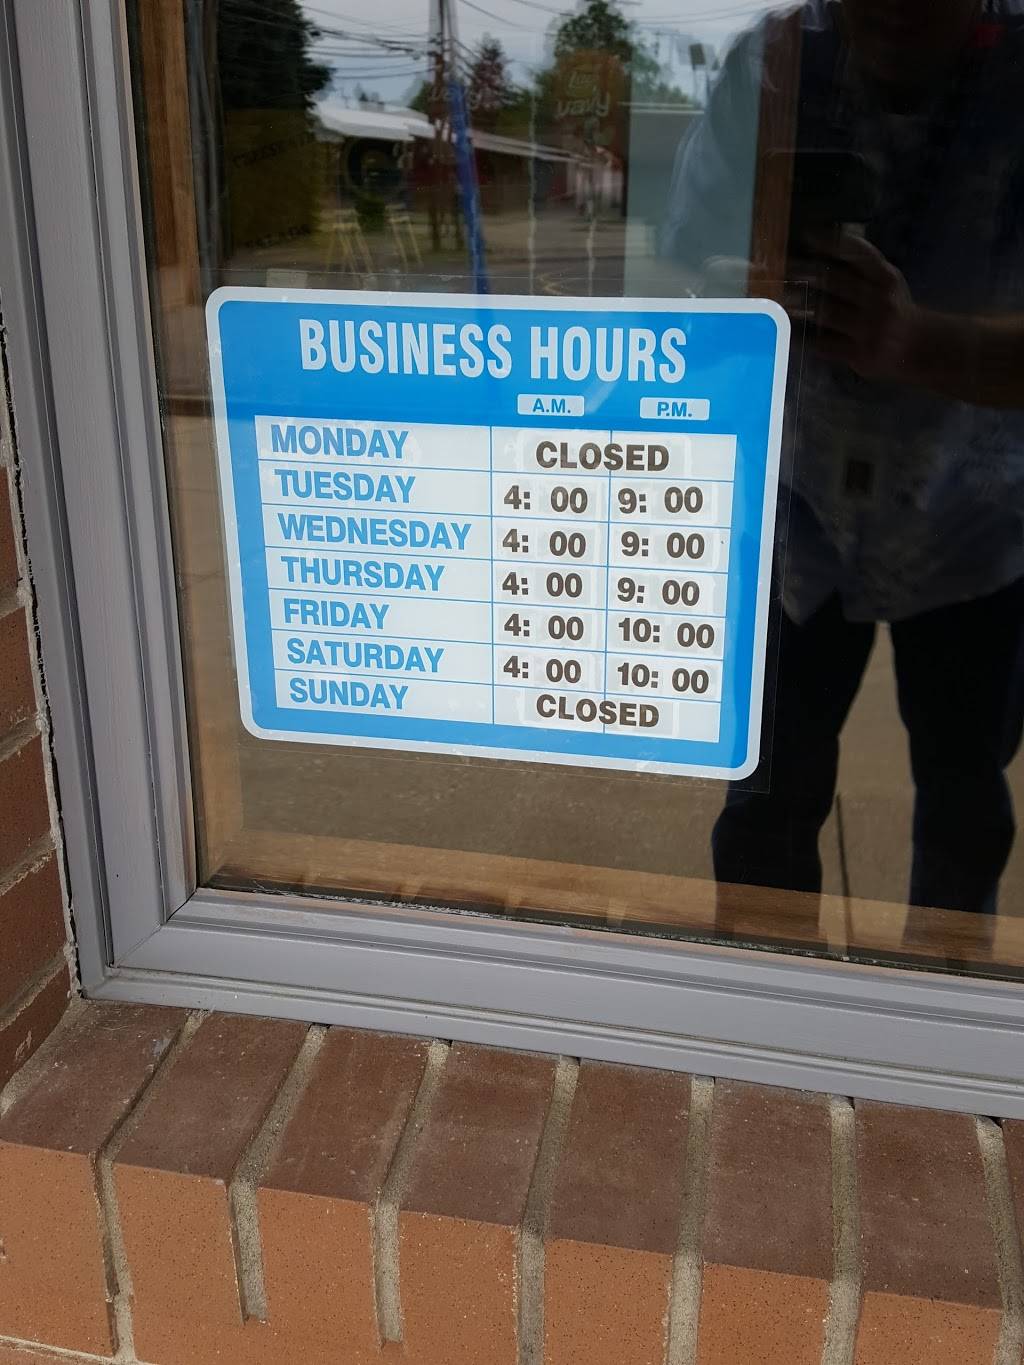 BUSINESS HOURS
A.M. P.M.
MONDAY CLOSED
TUESDAY 4: 00 9: 00
WEDNESDAY 4: 00 9: 00
THURSDAY 4: 00 9: 00
FRIDAY 4: 00 10: 00
SATURDAY 4: 00 10: 00
SUNDAY CLOSED